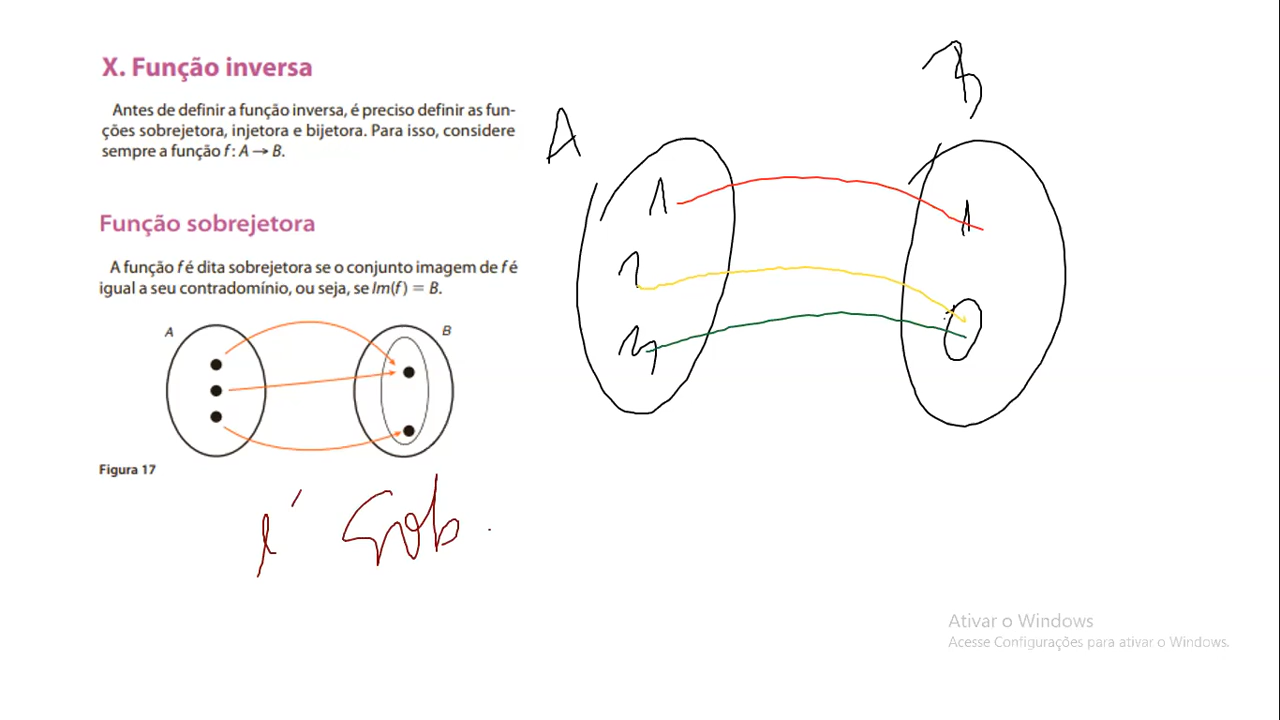 X. Função inversa
Antes de definir a função inversa, é preciso definir as fun-
ções sobrejetora, injetora e bijetora. Para isso, considere
sempre a função f: A → B.
Função sobrejetora
A função f é dita sobrejetora se o conjunto imagem de f é
igual a seu contradomínio, ou seja, se Im(f) = B.
A
B
Figura 17
é sob.
A
B
1
2
3
1
0
Ativar o Windows
Acesse Configurações para ativar o Windows.